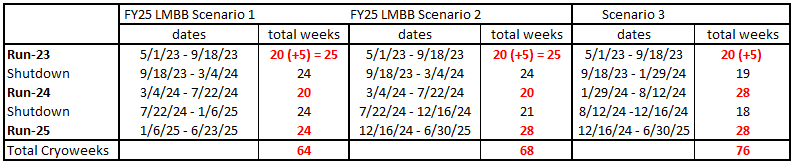 FY25 LMBB Scenario 1 FY25 LMBB Scenario 2 Scenario 3
dates total weeks dates total weeks dates total weeks
Run-23 5/1/23 - 9/18/23 20 (+5) = 25 5/1/23 - 9/18/23 20 (+5) = 25 5/1/23 - 9/18/23 20 (+5)
Shutdown 9/18/23 - 3/4/24 24 9/18/23 - 3/4/24 24 9/18/23 - 1/29/24 19
Run-24 3/4/24 - 7/22/24 20 3/4/24 - 7/22/24 20 1/29/24 - 8/12/24 28
Shutdown 7/22/24 - 1/6/25 24 7/22/24 - 12/16/24 21 8/12/24 -12/16/24 18
Run-25 1/6/25 - 6/23/25 24 12/16/24 - 6/30/25 28 12/16/24 - 6/30/25 28
Total Cryoweeks 64 68 76